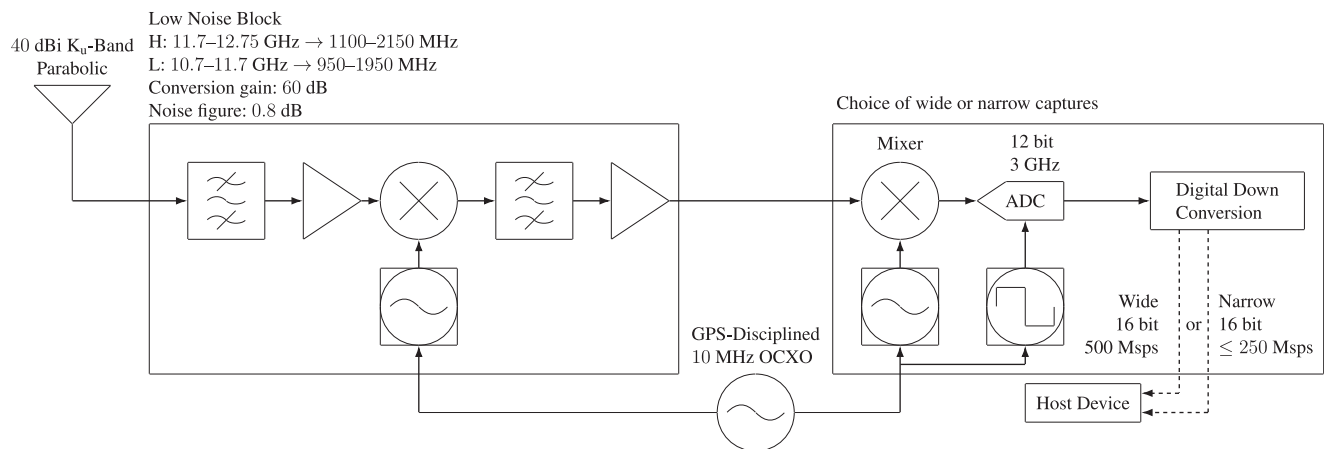 40 dBi Kᵤ-Band
Parabolic
Low Noise Block
H: 11.7–12.75 GHz → 1100–2150 MHz
L: 10.7–11.7 GHz → 950–1950 MHz
Conversion gain: 60 dB
Noise figure: 0.8 dB
Choice of wide or narrow captures
Mixer
12 bit
3 GHz
ADC
Digital Down
Conversion
GPS-Disciplined
10 MHz OCXO
Wide
16 bit
500 Msps
or
Narrow
16 bit
≤ 250 Msps
Host Device